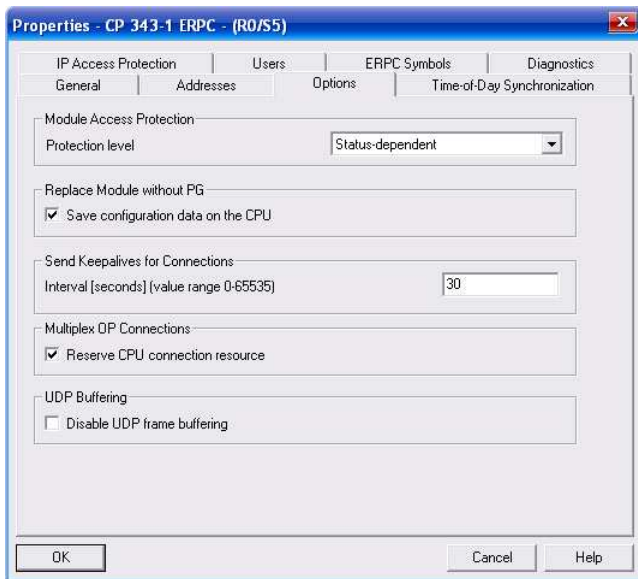 Properties - CP 343-1 ERPC - (R0/S5)
IP Access Protection Users ERPC Symbols Diagnostics
General Addresses Options Time-of-Day Synchronization
Module Access Protection
Protection level Status-dependent
Replace Module without PG
Save configuration data on the CPU
Send Keepalives for Connections
Interval [seconds] (value range 0-65535) 30
Multiplex OP Connections
Reserve CPU connection resource
UDP Buffering
Disable UDP frame buffering
OK Cancel Help